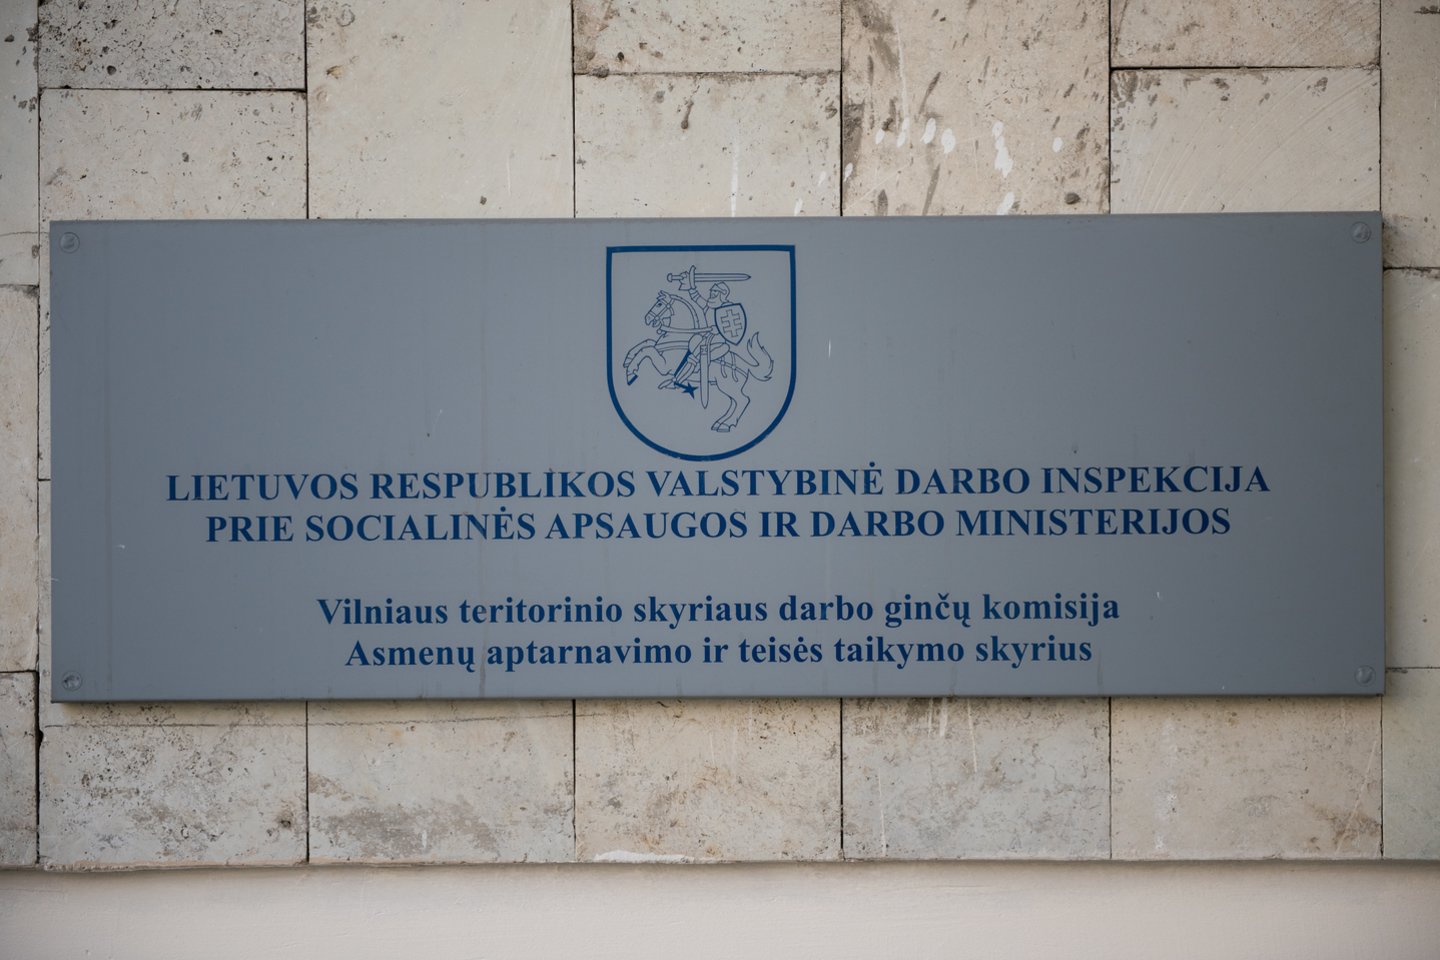 LIETUVOS RESPUBLIKOS VALSTYBINĖ DARBO INSPEKCIJA
PRIE SOCIALINĖS APSAUGOS IR DARBO MINISTERIJOS
Vilniaus teritorinio skyriaus darbo ginčų komisija
Asmenų aptarnavimo ir teisės taikymo skyrius